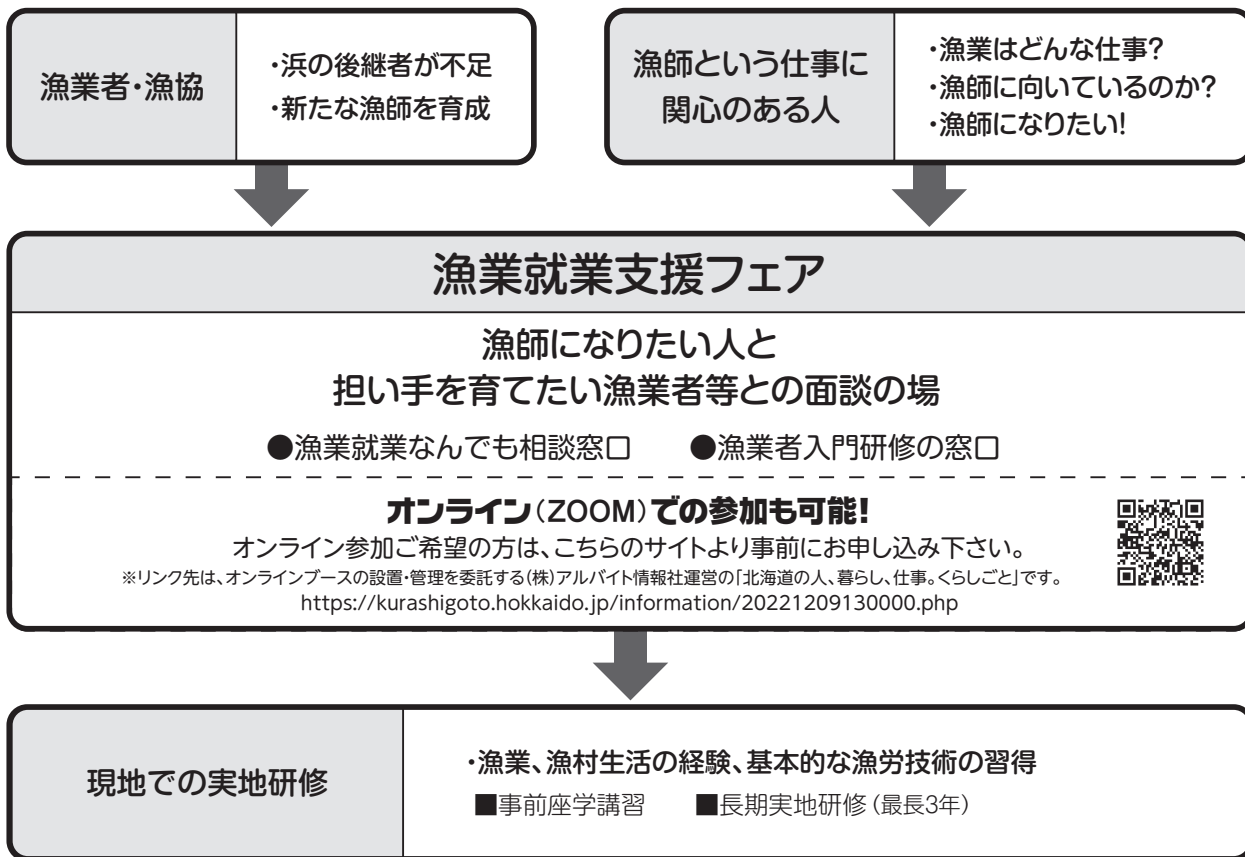 漁業者・漁協
・浜の後継者が不足
・新たな漁師を育成
漁師という仕事に
関心のある人
・漁業はどんな仕事?
・漁師に向いているのか?
・漁師になりたい!
漁業就業支援フェア
漁師になりたい人と
担い手を育てたい漁業者等との面談の場
●漁業就業なんでも相談窓口 ●漁業者入門研修の窓口
オンライン(ZOOM)での参加も可能!
オンライン参加ご希望の方は、こちらのサイトより事前にお申し込み下さい。
※リンク先は、オンラインブースの設置・管理を委託する(株)アルバイト情報社運営の「北海道の人、暮らし、仕事。くらしごと」です。
https://kurashigoto.hokkaido.jp/information/20221209130000.php
現地での実地研修
・漁業、漁村生活の経験、基本的な漁労技術の習得
■事前座学講習 ■長期実地研修(最長3年)